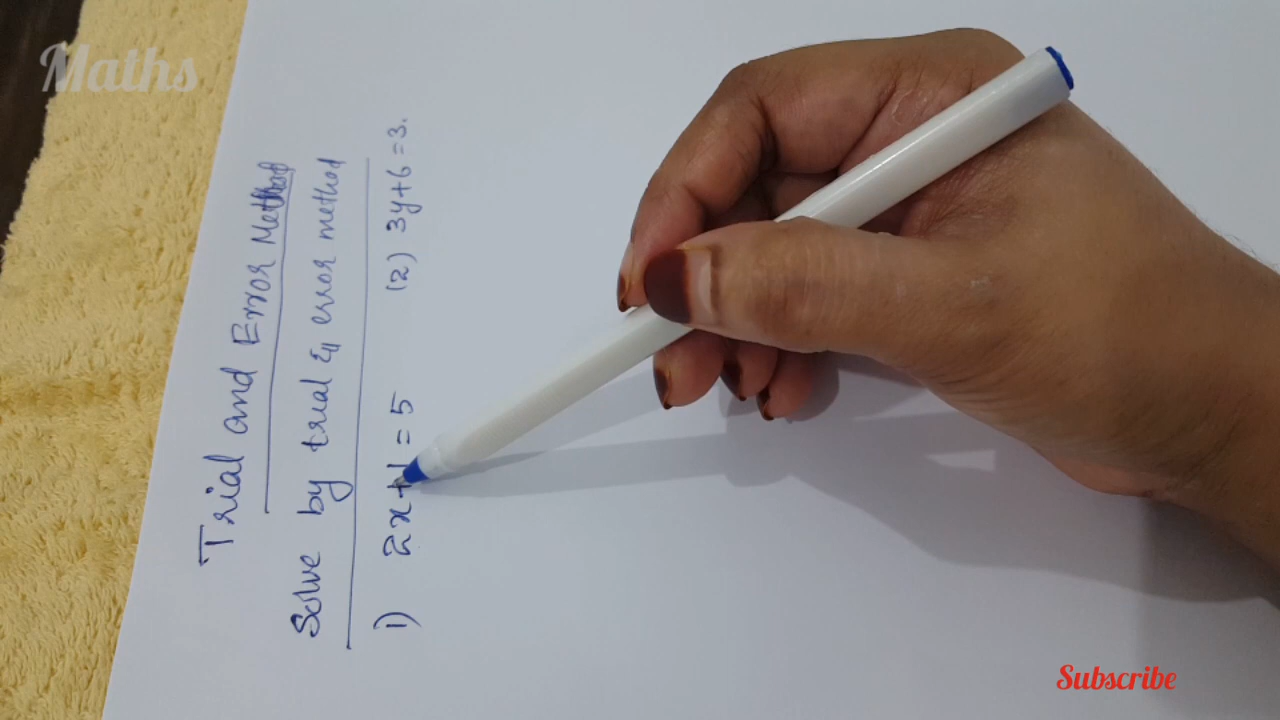 Maths
Trial and Error Method
Solve by trial & error method
1) 2x+1=5 (2) 3y+6=3.
Subscribe